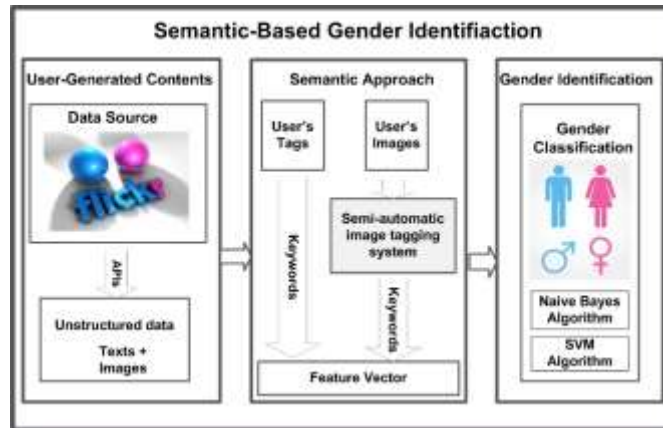 Semantic-Based Gender Identifiaction
User-Generated Contents
Data Source
flickr
APIs
Unstructured data
Texts +
Images
Semantic Approach
User's
Tags
User's
Images
Semi-automatic
image tagging
system
Keywords
Keywords
Feature Vector
Gender Identification
Gender
Classification
Naive Bayes
Algorithm
SVM
Algorithm